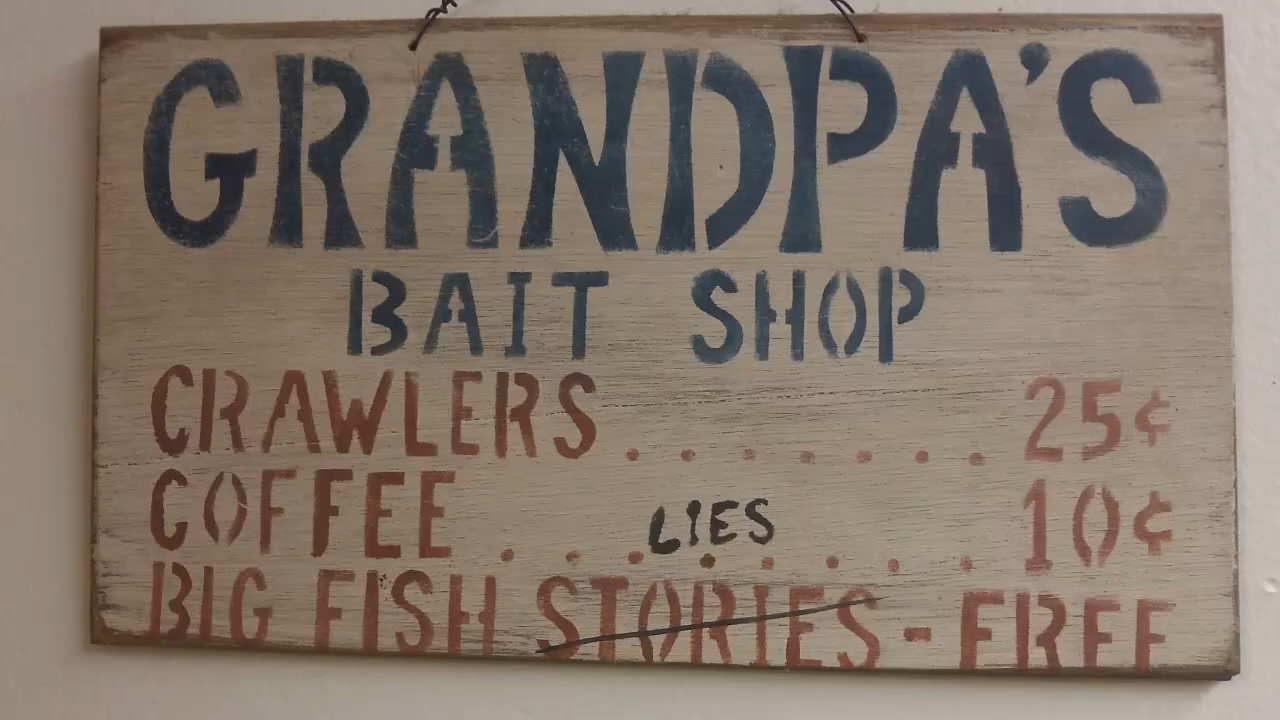 GRANDPA'S
BAIT SHOP
CRAWLERS ....... 25¢
COFFEE ........ 10¢
LIES
BIG FISH STORIES - FREE